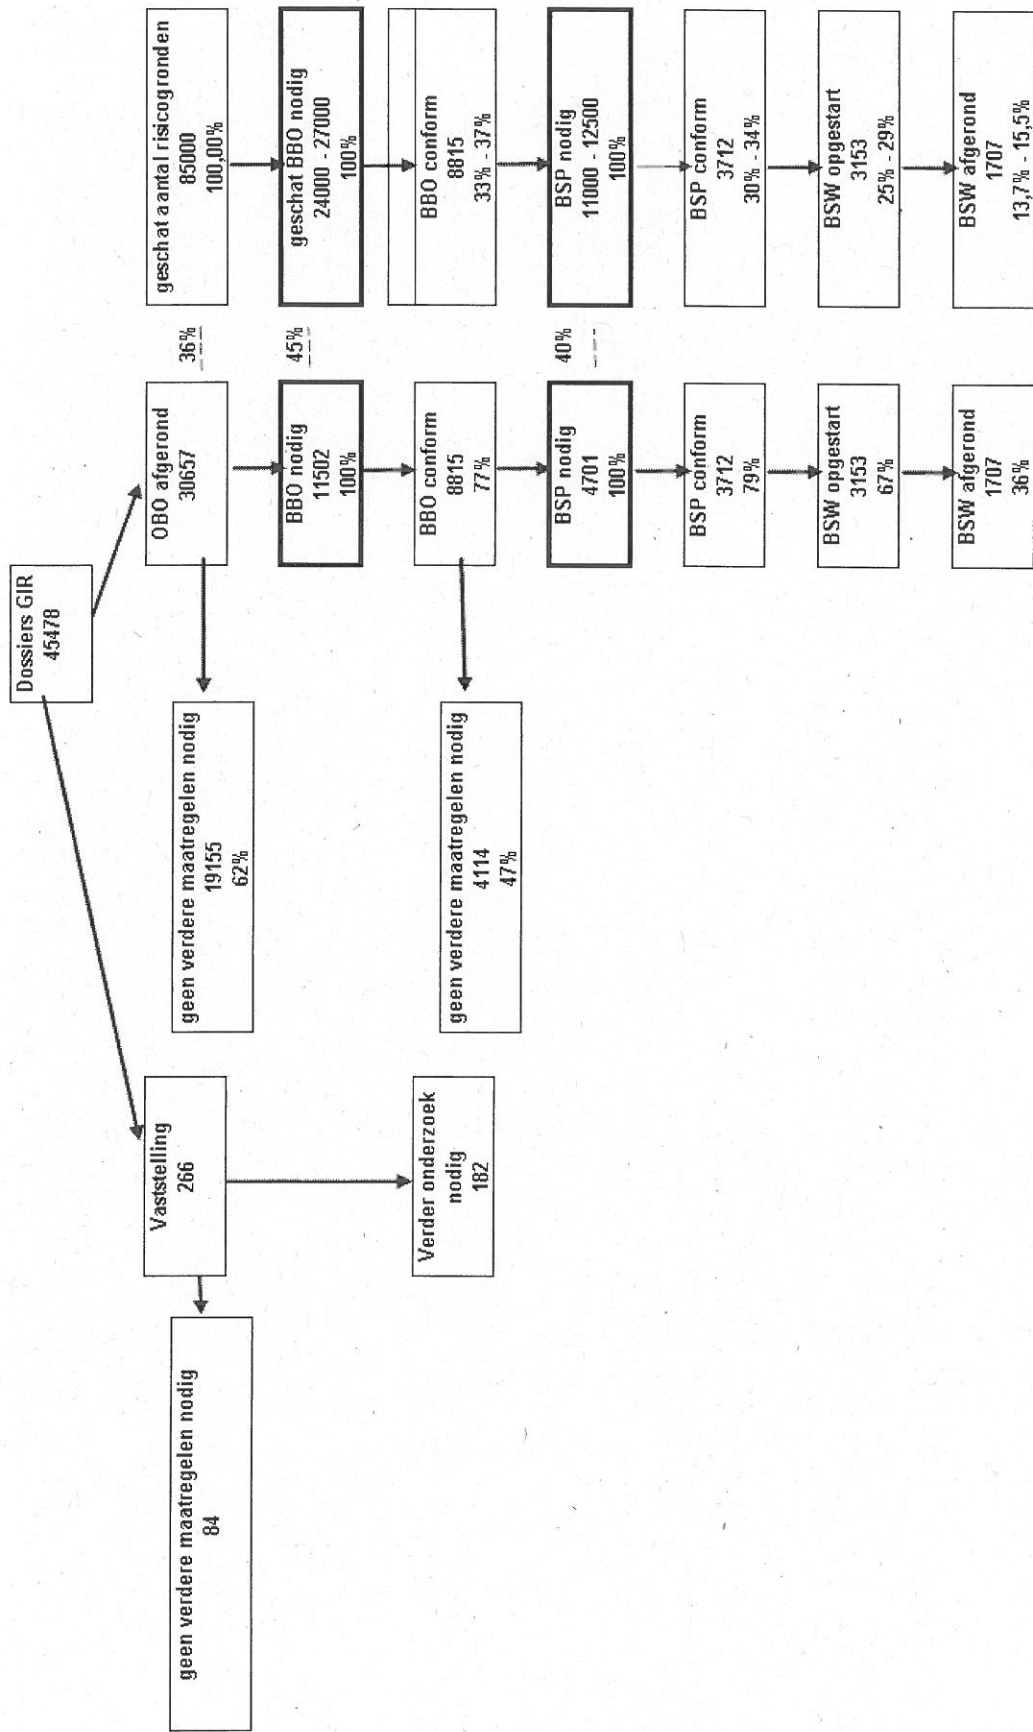 Dossiers GIR
45478
geen verdere maatregelen nodig
84
Vaststelling
266
Verder onderzoek
nodig
182
geen verdere maatregelen nodig
19155
62%
geen verdere maatregelen nodig
4114
47%
OBO afgerond
30657
BBO nodig
11502
100%
BBO conform
8815
77%
BSP nodig
4701
100%
BSP conform
3712
79%
BSW opgestart
3153
67%
BSW afgerond
1707
36%
36%
45%
40%
geschat aantal risicogronden
85000
100,00%
geschat BBO nodig
24000 - 27000
100%
BBO conform
8815
33% - 37%
BSP nodig
11000 - 12500
100%
BSP conform
3712
30% - 34%
BSW opgestart
3153
25% - 29%
BSW afgerond
1707
13,7% - 15,5%